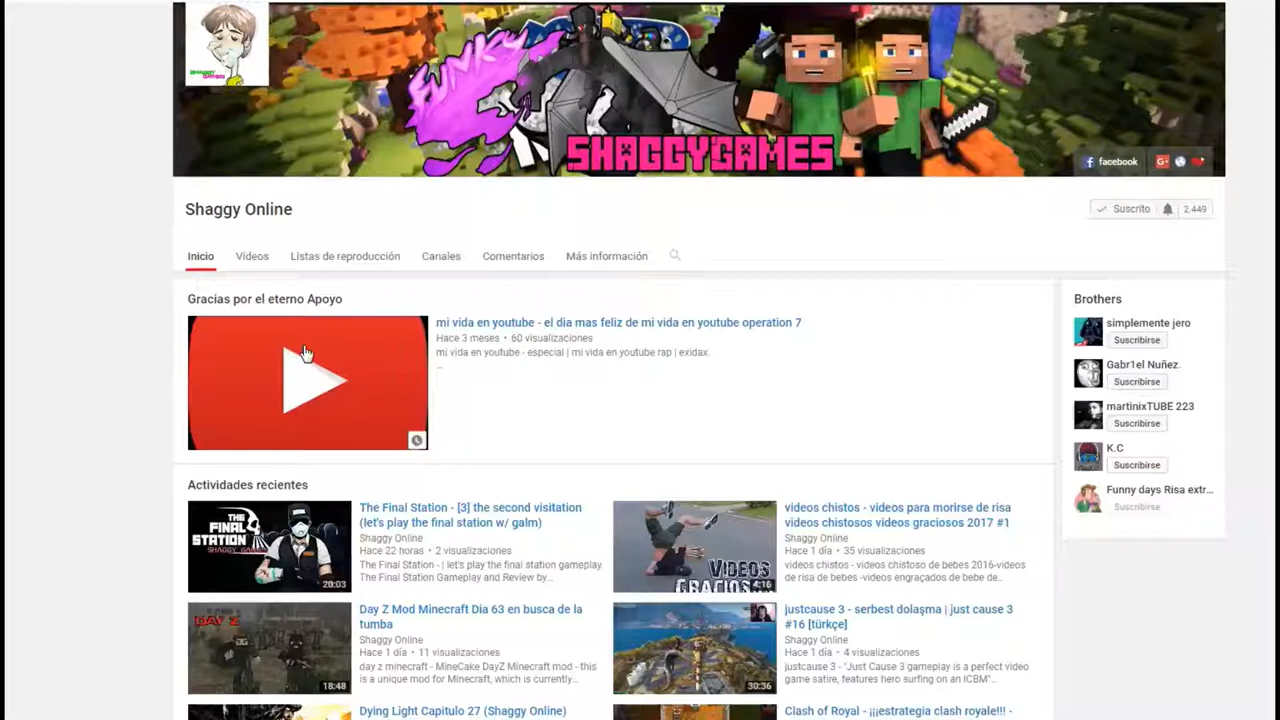 SHAGGYGAMES
facebook
Shaggy Online
Suscrito 2.449
Inicio Vídeos Listas de reproducción Canales Comentarios Más información
Gracias por el eterno Apoyo
mi vida en youtube - el dia mas feliz de mi vida en youtube operation 7
Hace 3 meses • 60 visualizaciones
mi vida en youtube - especial | mi vida en youtube rap | exidax.
...
Brothers
simplemente jero
Suscribirse
Gabr1el Nuñez
Suscribirse
martinixTUBE 223
Suscribirse
K.C
Suscribirse
Funny days Risa extr...
Suscribirse
Actividades recientes
THE FINAL STATION
SHAGGY GAMES
20:03
The Final Station - [3] the second visitation
(let's play the final station w/ galm)
Shaggy Online
Hace 22 horas • 2 visualizaciones
The Final Station - | let's play the final station gameplay
The Final Station Gameplay and Review by...
VIDEOS GRACIOSOS
4:16
videos chistos - videos para morirse de risa
videos chistosos videos graciosos 2017 #1
Shaggy Online
Hace 1 día • 35 visualizaciones
videos chistos - videos chistoso de bebes 2016-videos
de risa de bebes -videos engraçados de bebe de..
DAY Z
18:48
Day Z Mod Minecraft Dia 63 en busca de la
tumba
Shaggy Online
Hace 1 día • 11 visualizaciones
day z minecraft - MineCake DayZ Minecraft mod - this
is a unique mod for Minecraft, which is currently...
30:36
justcause 3 - serbest dolaşma | just cause 3
#16 [türkçe]
Shaggy Online
Hace 1 día • 4 visualizaciones
justcause 3 - "Just Cause 3 gameplay is a perfect video
game satire, features hero surfing on an ICBM"...
Dying Light Capitulo 27 (Shaggy Online)
Clash of Royal - ¡¡¡estrategia clash royale!!! -